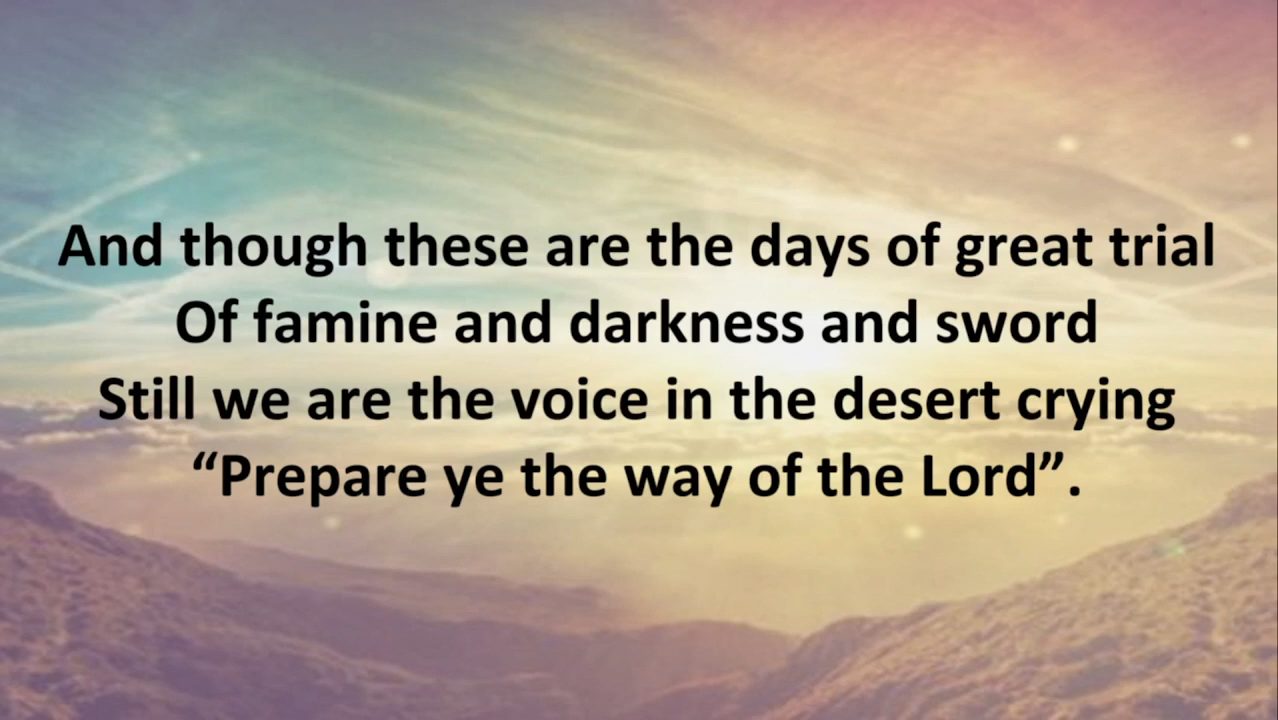 And though these are the days of great trial
Of famine and darkness and sword
Still we are the voice in the desert crying
“Prepare ye the way of the Lord”.